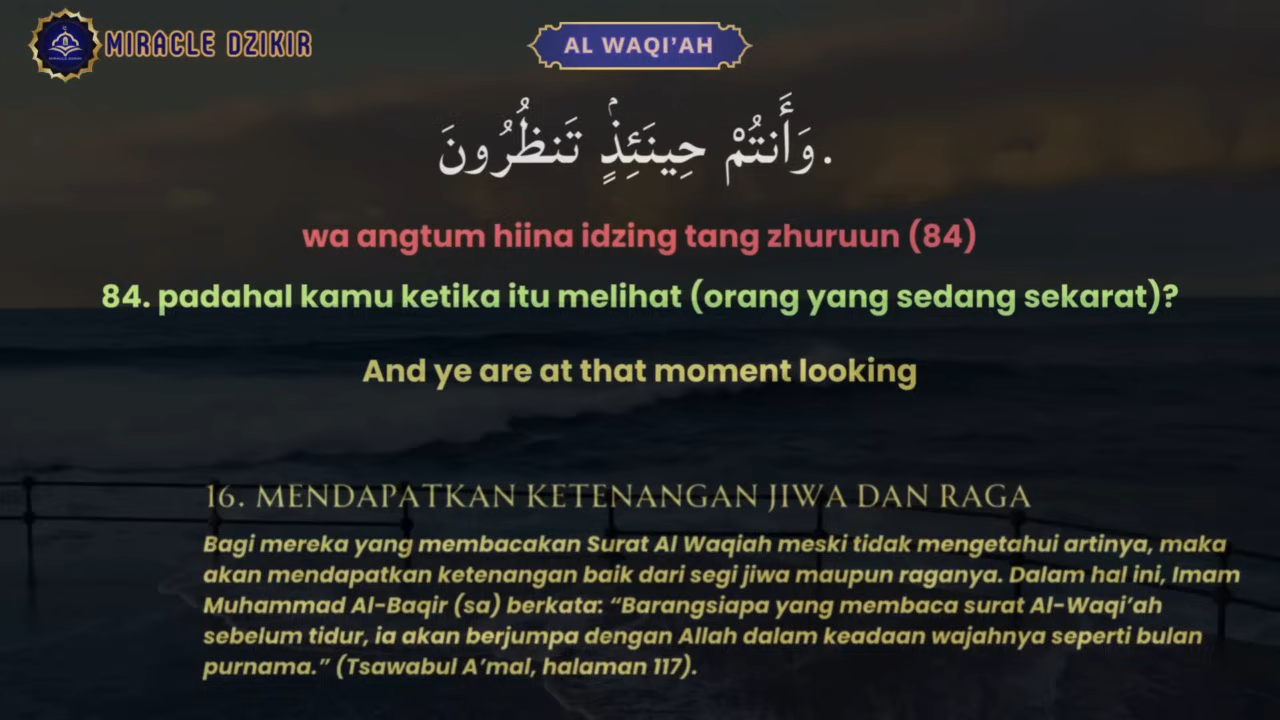 MIRACLE DZIKIR
AL WAQI'AH
وَأَنتُمْ حِينَئِذٍۢ تَنظُرُونَ.
wa angtum hiina idzing tang zhuruun (84)
84. padahal kamu ketika itu melihat (orang yang sedang sekarat)?
And ye are at that moment looking
16. MENDAPATKAN KETENANGAN JIWA DAN RAGA
Bagi mereka yang membacakan Surat Al Waqiah meski tidak mengetahui artinya, maka
akan mendapatkan ketenangan baik dari segi jiwa maupun raganya. Dalam hal ini, Imam
Muhammad Al-Baqir (sa) berkata: “Barangsiapa yang membaca surat Al-Waqi’ah
sebelum tidur, ia akan berjumpa dengan Allah dalam keadaan wajahnya seperti bulan
purnama.” (Tsawabul A’mal, halaman 117).